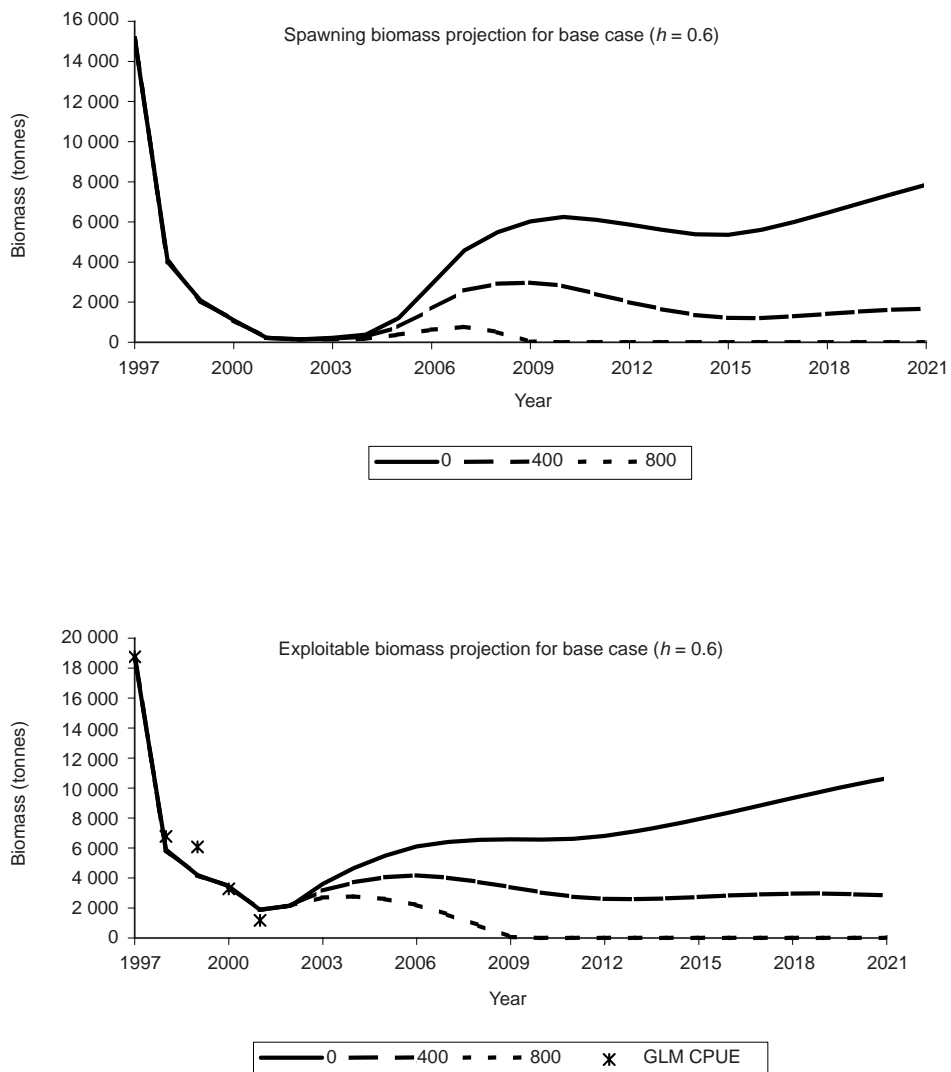 Spawning biomass projection for base case (h = 0.6)
Biomass (tonnes)
16 000
14 000
12 000
10 000
8 000
6 000
4 000
2 000
0
1997 2000 2003 2006 2009 2012 2015 2018 2021
Year
0 400 800
Exploitable biomass projection for base case (h = 0.6)
Biomass (tonnes)
20 000
18 000
16 000
14 000
12 000
10 000
8 000
6 000
4 000
2 000
0
1997 2000 2003 2006 2009 2012 2015 2018 2021
Year
0 400 800 GLM CPUE